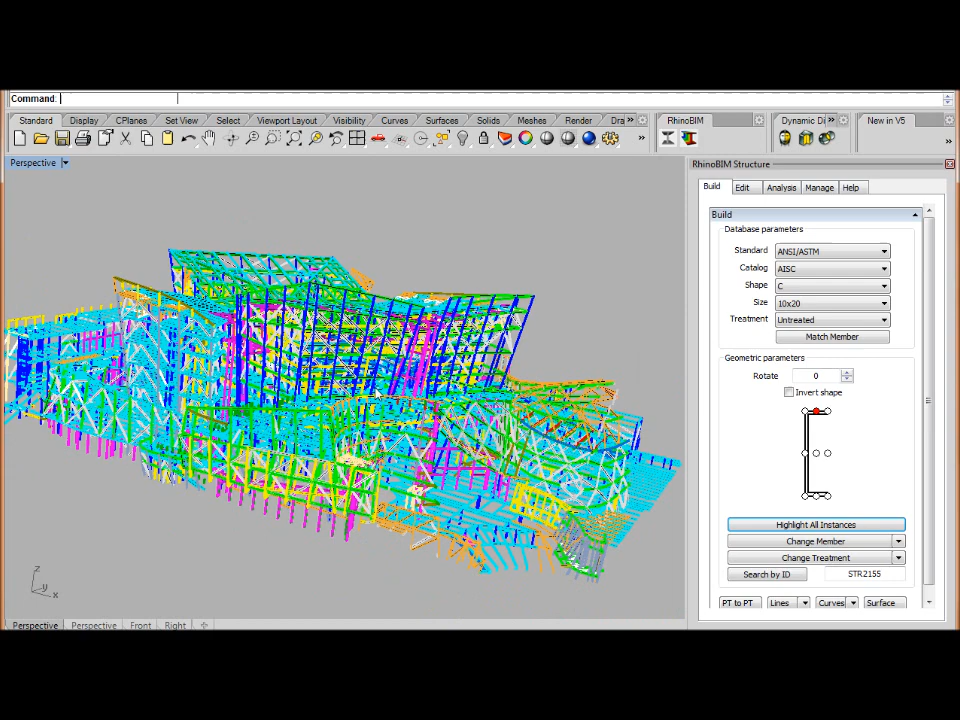 Command:
Standard Display CPlanes Set View Select Viewport Layout Visibility Curves Surfaces Solids Meshes Render Dra » RhinoBIM Dynamic Di » New in V5
» »
Perspective
RhinoBIM Structure
Build Edit Analysis Manage Help
Build
Database parameters
Standard ANSI/ASTM
Catalog AISC
Shape C
Size 10x20
Treatment Untreated
Match Member
Geometric parameters
Rotate 0
Invert shape
Highlight All Instances
Change Member
Change Treatment
Search by ID STR2155
PT to PT Lines Curves Surface
z
y
x
Perspective Perspective Front Right